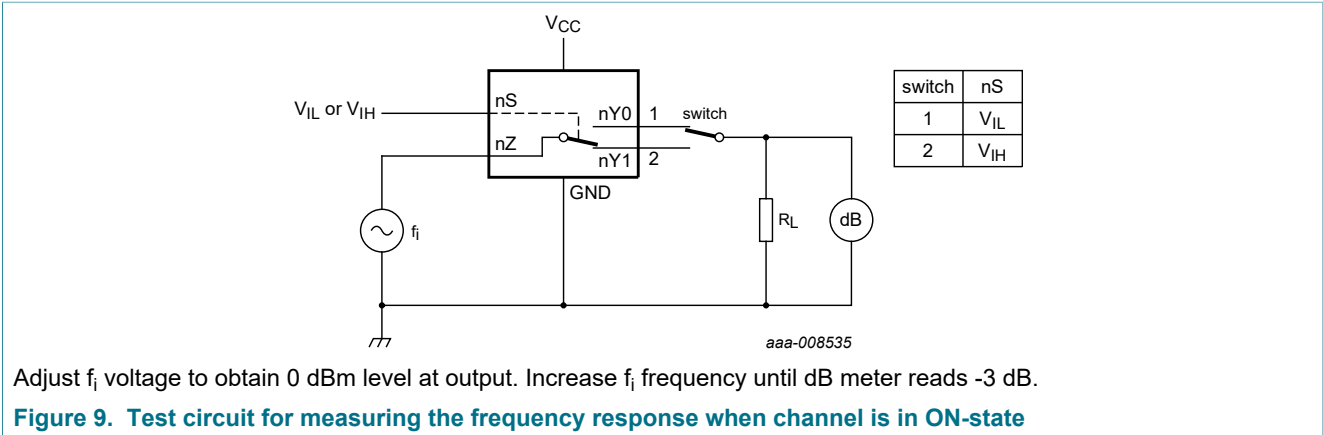 VCC
VIL or VIH
nS
nZ
nY0
nY1
1
2
switch
GND
fi
RL
dB
switch nS
1 VIL
2 VIH
aaa-008535
Adjust fi voltage to obtain 0 dBm level at output. Increase fi frequency until dB meter reads -3 dB.
Figure 9. Test circuit for measuring the frequency response when channel is in ON-state